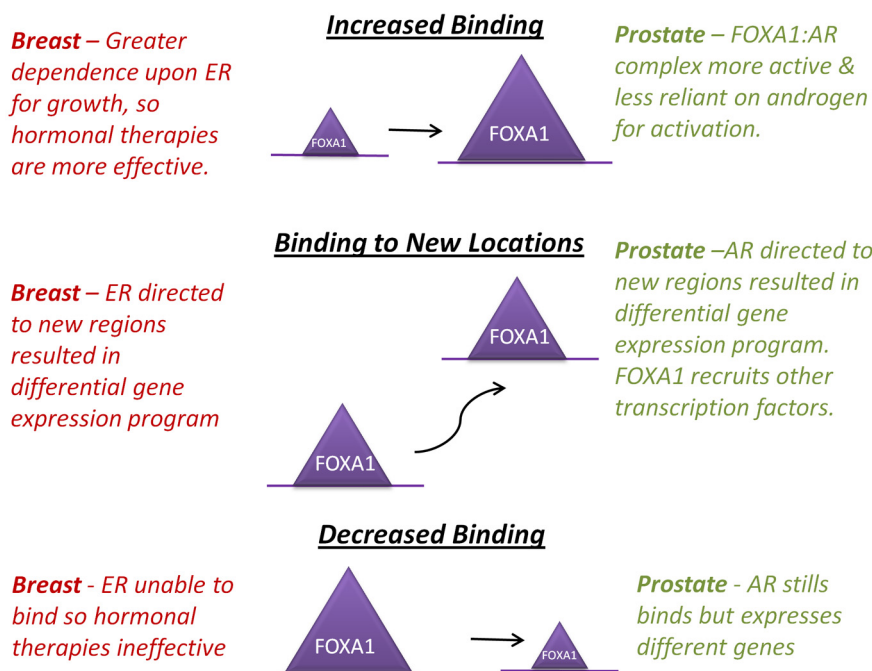 Increased Binding
Breast – Greater
dependence upon ER
for growth, so
hormonal therapies
are more effective.
FOXA1
FOXA1
Prostate – FOXA1:AR
complex more active &
less reliant on androgen
for activation.
Binding to New Locations
Breast – ER directed
to new regions
resulted in
differential gene
expression program
FOXA1
FOXA1
Prostate –AR directed to
new regions resulted in
differential gene
expression program.
FOXA1 recruits other
transcription factors.
Decreased Binding
Breast - ER unable to
bind so hormonal
therapies ineffective
FOXA1
FOXA1
Prostate - AR stills
binds but expresses
different genes